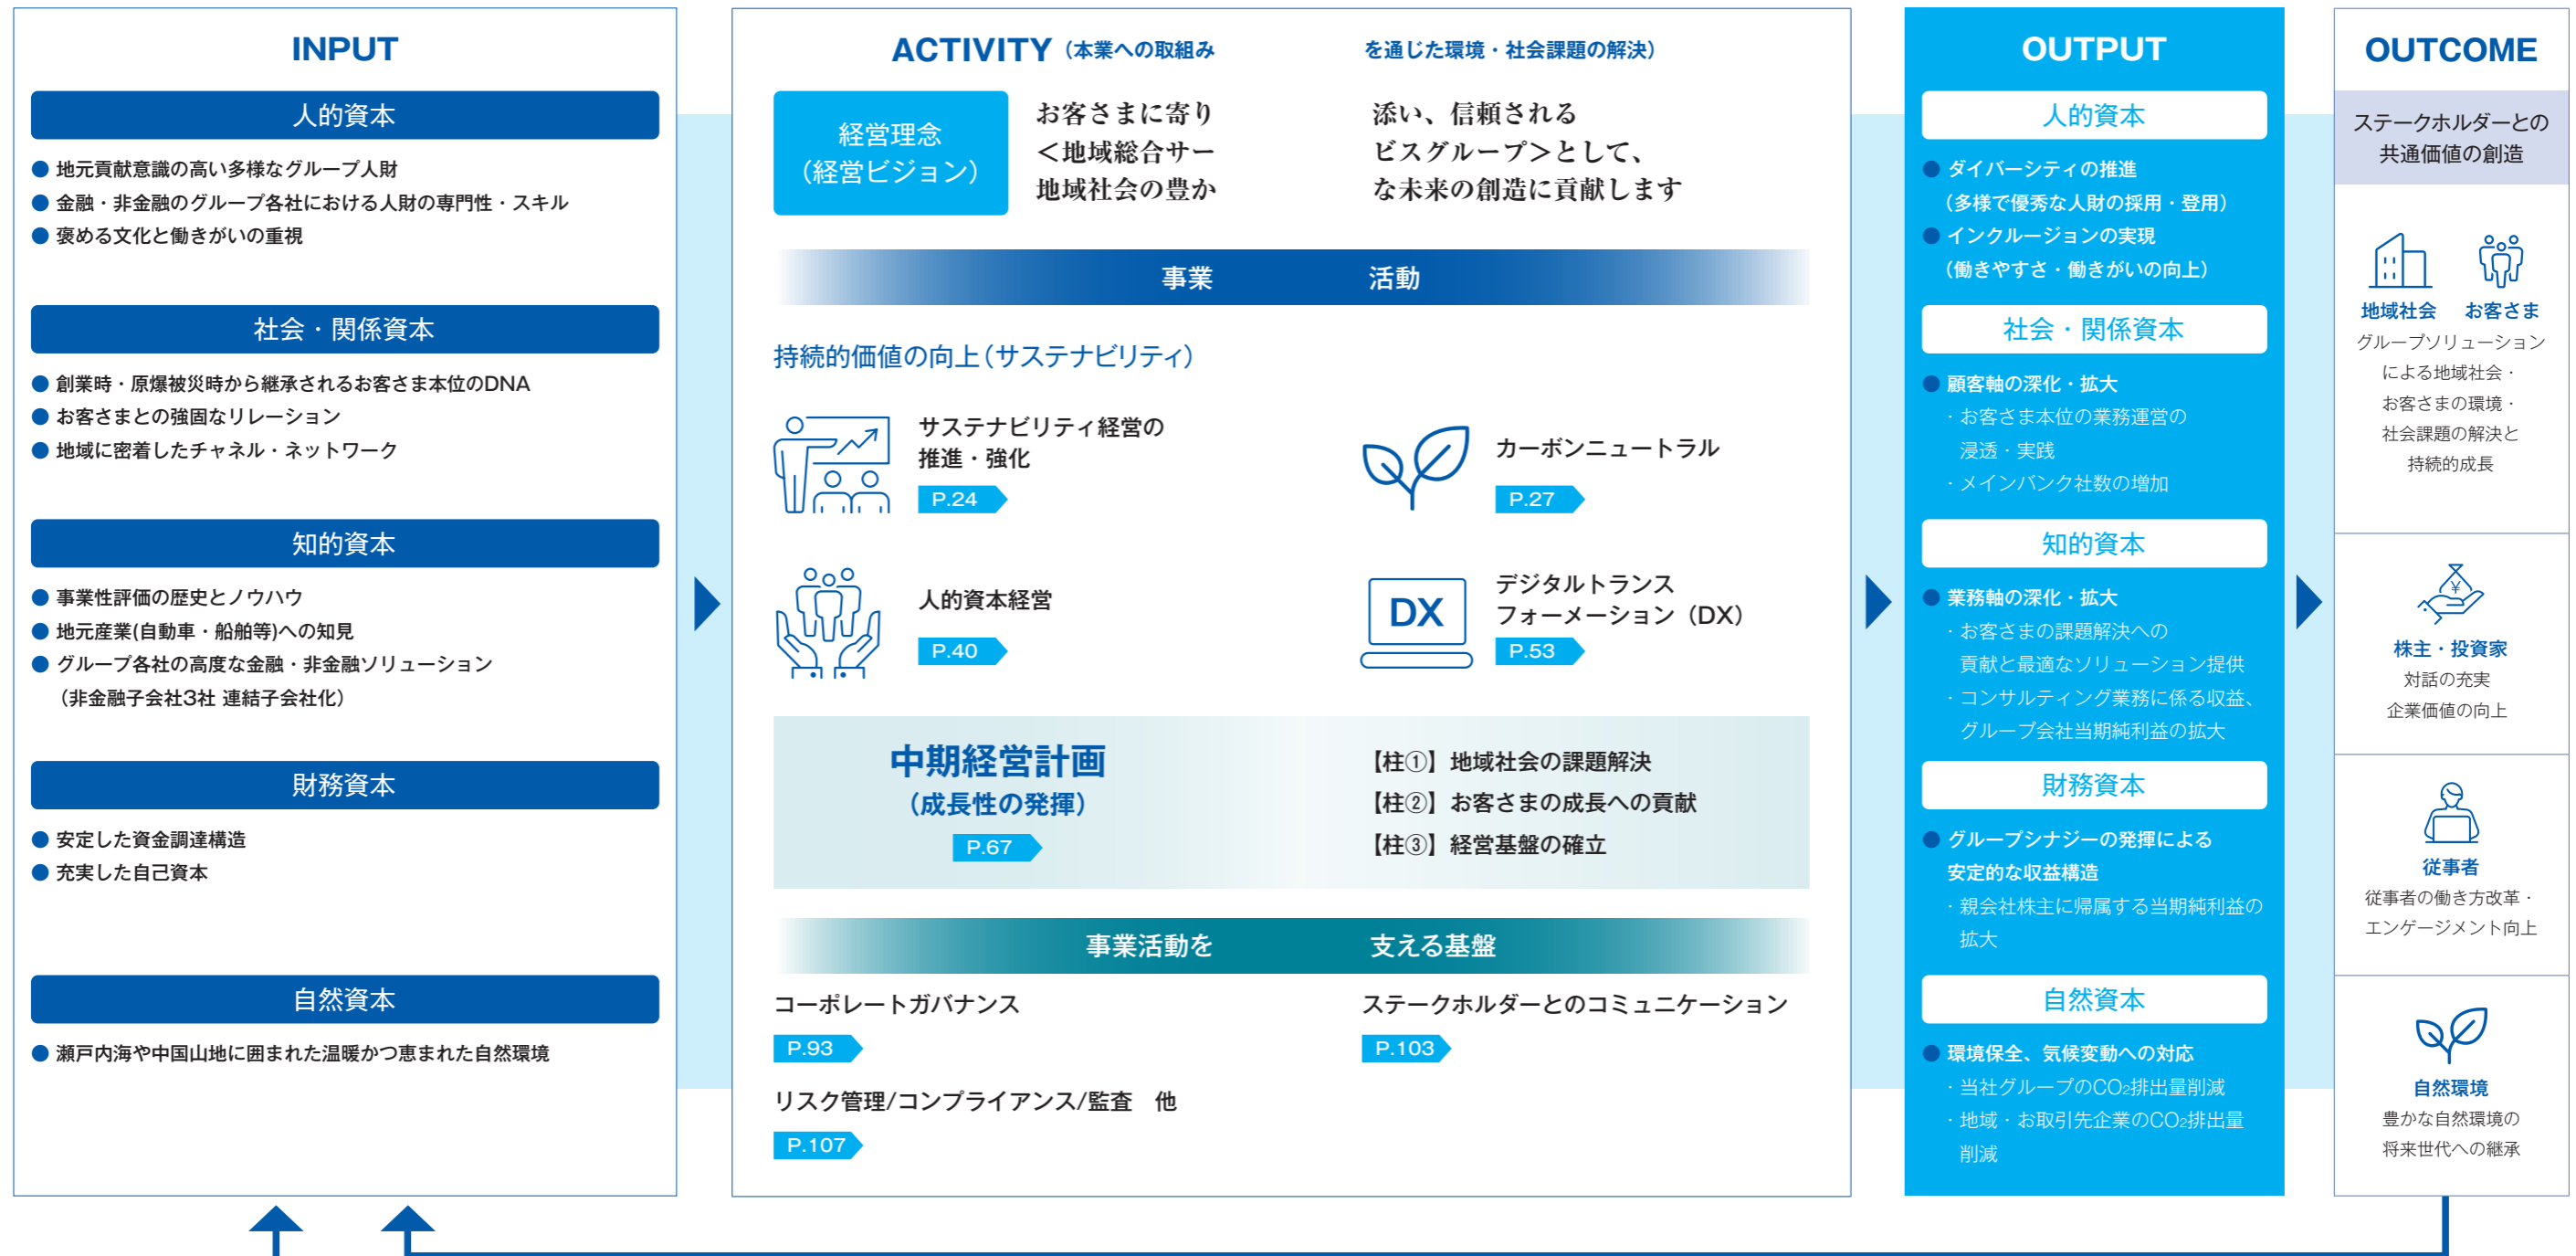 INPUT
人的資本
● 地元貢献意識の高い多様なグループ人財
● 金融・非金融のグループ各社における人財の専門性・スキル
● 褒める文化と働きがいの重視
社会・関係資本
● 創業時・原爆被災時から継承されるお客さま本位のDNA
● お客さまとの強固なリレーション
● 地域に密着したチャネル・ネットワーク
知的資本
● 事業性評価の歴史とノウハウ
● 地元産業(自動車・船舶等)への知見
● グループ各社の高度な金融・非金融ソリューション
（非金融子会社3社 連結子会社化）
財務資本
● 安定した資金調達構造
● 充実した自己資本
自然資本
● 瀬戸内海や中国山地に囲まれた温暖かつ恵まれた自然環境
ACTIVITY（本業への取組み を通じた環境・社会課題の解決）
経営理念
（経営ビジョン）
お客さまに寄り 添い、信頼される
＜地域総合サー ビスグループ＞として、
地域社会の豊か な未来の創造に貢献します
事業 活動
持続的価値の向上（サステナビリティ）
サステナビリティ経営の
推進・強化
P.24
カーボンニュートラル
P.27
人的資本経営
P.40
DX
デジタルトランス
フォーメーション（DX）
P.53
中期経営計画
（成長性の発揮）
P.67
【柱①】地域社会の課題解決
【柱②】お客さまの成長への貢献
【柱③】経営基盤の確立
事業活動を 支える基盤
コーポレートガバナンス
P.93
ステークホルダーとのコミュニケーション
P.103
リスク管理/コンプライアンス/監査　他
P.107
OUTPUT
人的資本
● ダイバーシティの推進
（多様で優秀な人財の採用・登用）
● インクルージョンの実現
（働きやすさ・働きがいの向上）
社会・関係資本
● 顧客軸の深化・拡大
・お客さま本位の業務運営の
浸透・実践
・メインバンク社数の増加
知的資本
● 業務軸の深化・拡大
・お客さまの課題解決への
貢献と最適なソリューション提供
・コンサルティング業務に係る収益、
グループ会社当期純利益の拡大
財務資本
● グループシナジーの発揮による
安定的な収益構造
・親会社株主に帰属する当期純利益の
拡大
自然資本
● 環境保全、気候変動への対応
・当社グループのCO₂排出量削減
・地域・お取引先企業のCO₂排出量
削減
OUTCOME
ステークホルダーとの
共通価値の創造
地域社会 お客さま
グループソリューション
による地域社会・
お客さまの環境・
社会課題の解決と
持続的成長
¥
株主・投資家
対話の充実
企業価値の向上
従事者
従事者の働き方改革・
エンゲージメント向上
自然環境
豊かな自然環境の
将来世代への継承